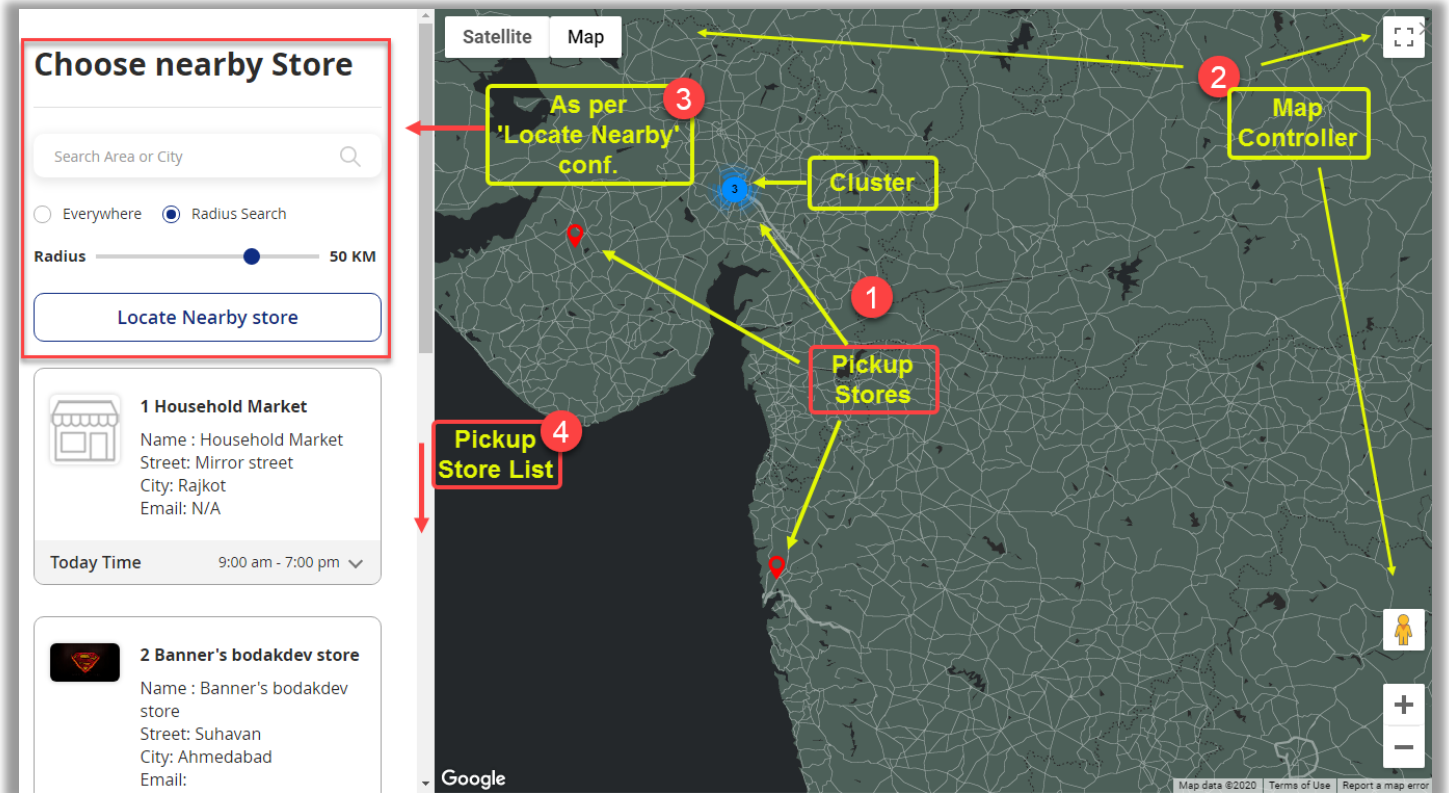 Choose nearby Store
Search Area or City
Everywhere
Radius Search
Radius
50 KM
Locate Nearby store
1 Household Market
Name : Household Market
Street: Mirror street
City: Rajkot
Email: N/A
Today Time
9:00 am - 7:00 pm
2 Banner's bodakdev store
Name : Banner's bodakdev
store
Street: Suhavan
City: Ahmedabad
Email:
Satellite
Map
3
As per
'Locate Nearby'
conf.
2
Map
Controller
3
Cluster
1
Pickup
Stores
4
Pickup
Store List
+
−
Google
Map data ©2020
Terms of Use
Report a map error